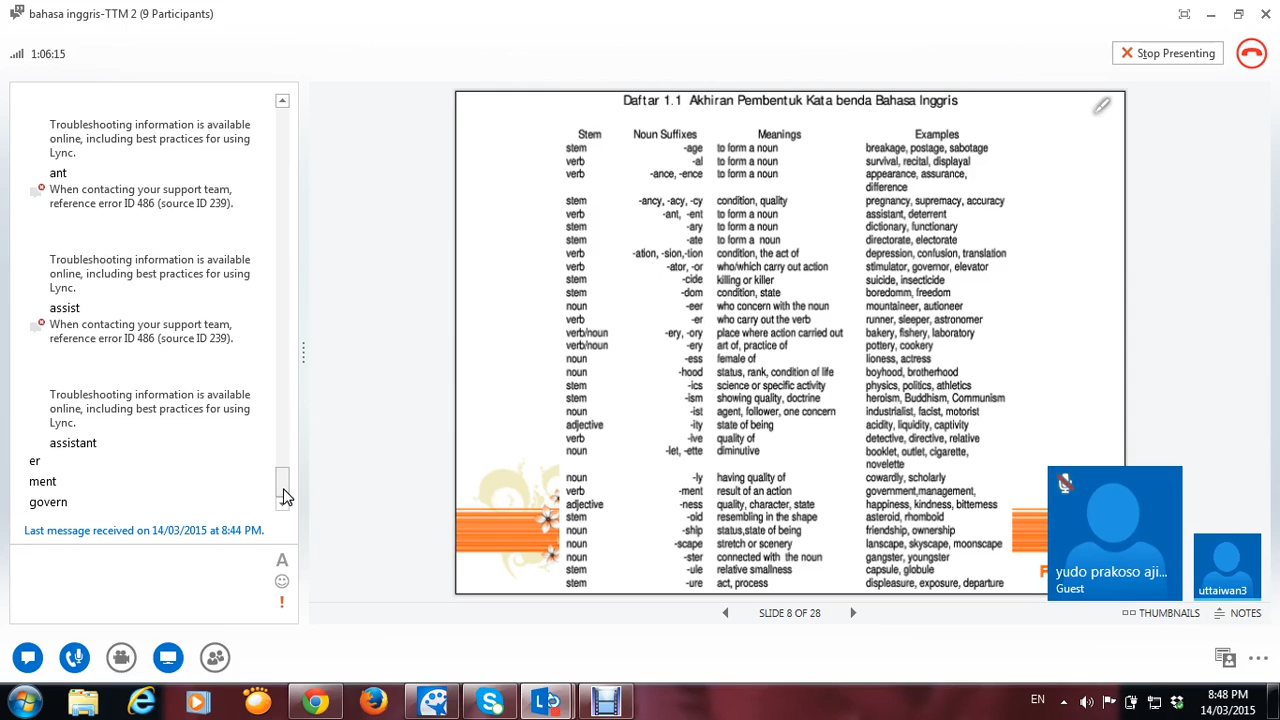 bahasa inggris-TTM 2 (9 Participants)
1:06:15
Stop Presenting
Troubleshooting information is available
online, including best practices for using
Lync.
ant
When contacting your support team,
reference error ID 486 (source ID 239).
Troubleshooting information is available
online, including best practices for using
Lync.
assist
When contacting your support team,
reference error ID 486 (source ID 239).
Troubleshooting information is available
online, including best practices for using
Lync.
assistant
er
ment
govern
Last message received on 14/03/2015 at 8:44 PM.
A
Daftar 1.1 Akhiran Pembentuk Kata benda Bahasa Inggris
Stem Noun Suffixes Meanings Examples
stem -age to form a noun breakage, postage, sabotage
verb -al to form a noun survival, recital, displayal
verb -ance, -ence to form a noun appearance, assurance,
difference
stem -ancy, -acy, -cy condition, quality pregnancy, supremacy, accuracy
verb -ant, -ent to form a noun assistant, deterrent
stem -ary to form a noun dictionary, functionary
stem -ate to form a noun directorate, electorate
verb -ation, -sion,-tion condition, the act of depression, confusion, translation
verb -ator, -or who/which carry out action stimulator, governor, elevator
stem -cide killing or killer suicide, insecticide
stem -dom condition, state boredomm, freedom
noun -eer who concern with the noun mountaineer, autioneer
verb -er who carry out the verb runner, sleeper, astronomer
verb/noun -ery, -ory place where action carried out bakery, fishery, laboratory
verb/noun -ery art of, practice of pottery, cookery
noun -ess female of lioness, actress
noun -hood status, rank, condition of life boyhood, brotherhood
stem -ics science or specific activity physics, politics, athletics
stem -ism showing quality, doctrine heroism, Buddhism, Communism
noun -ist agent, follower, one concern industrialist, facist, motorist
adjective -ity state of being acidity, liquidity, captivity
verb -ive quality of detective, directive, relative
noun -let, -ette diminutive booklet, outlet, cigarette,
novelette
noun -ly having quality of cowardly, scholarly
verb -ment result of an action government,management,
adjective -ness quality, character, state happiness, kindness, bitterness
stem -oid resembling in the shape asteroid, rhomboid
noun -ship status,state of being friendship, ownership
noun -scape stretch or scenery lanscape, skyscape, moonscape
noun -ster connected with the noun gangster, youngster
stem -ule relative smallness capsule, globule
stem -ure act, process displeasure, exposure, departure
yudo prakoso aji...
Guest
uttaiwan3
SLIDE 8 OF 28
THUMBNAILS
NOTES
EN
8:48 PM
14/03/2015